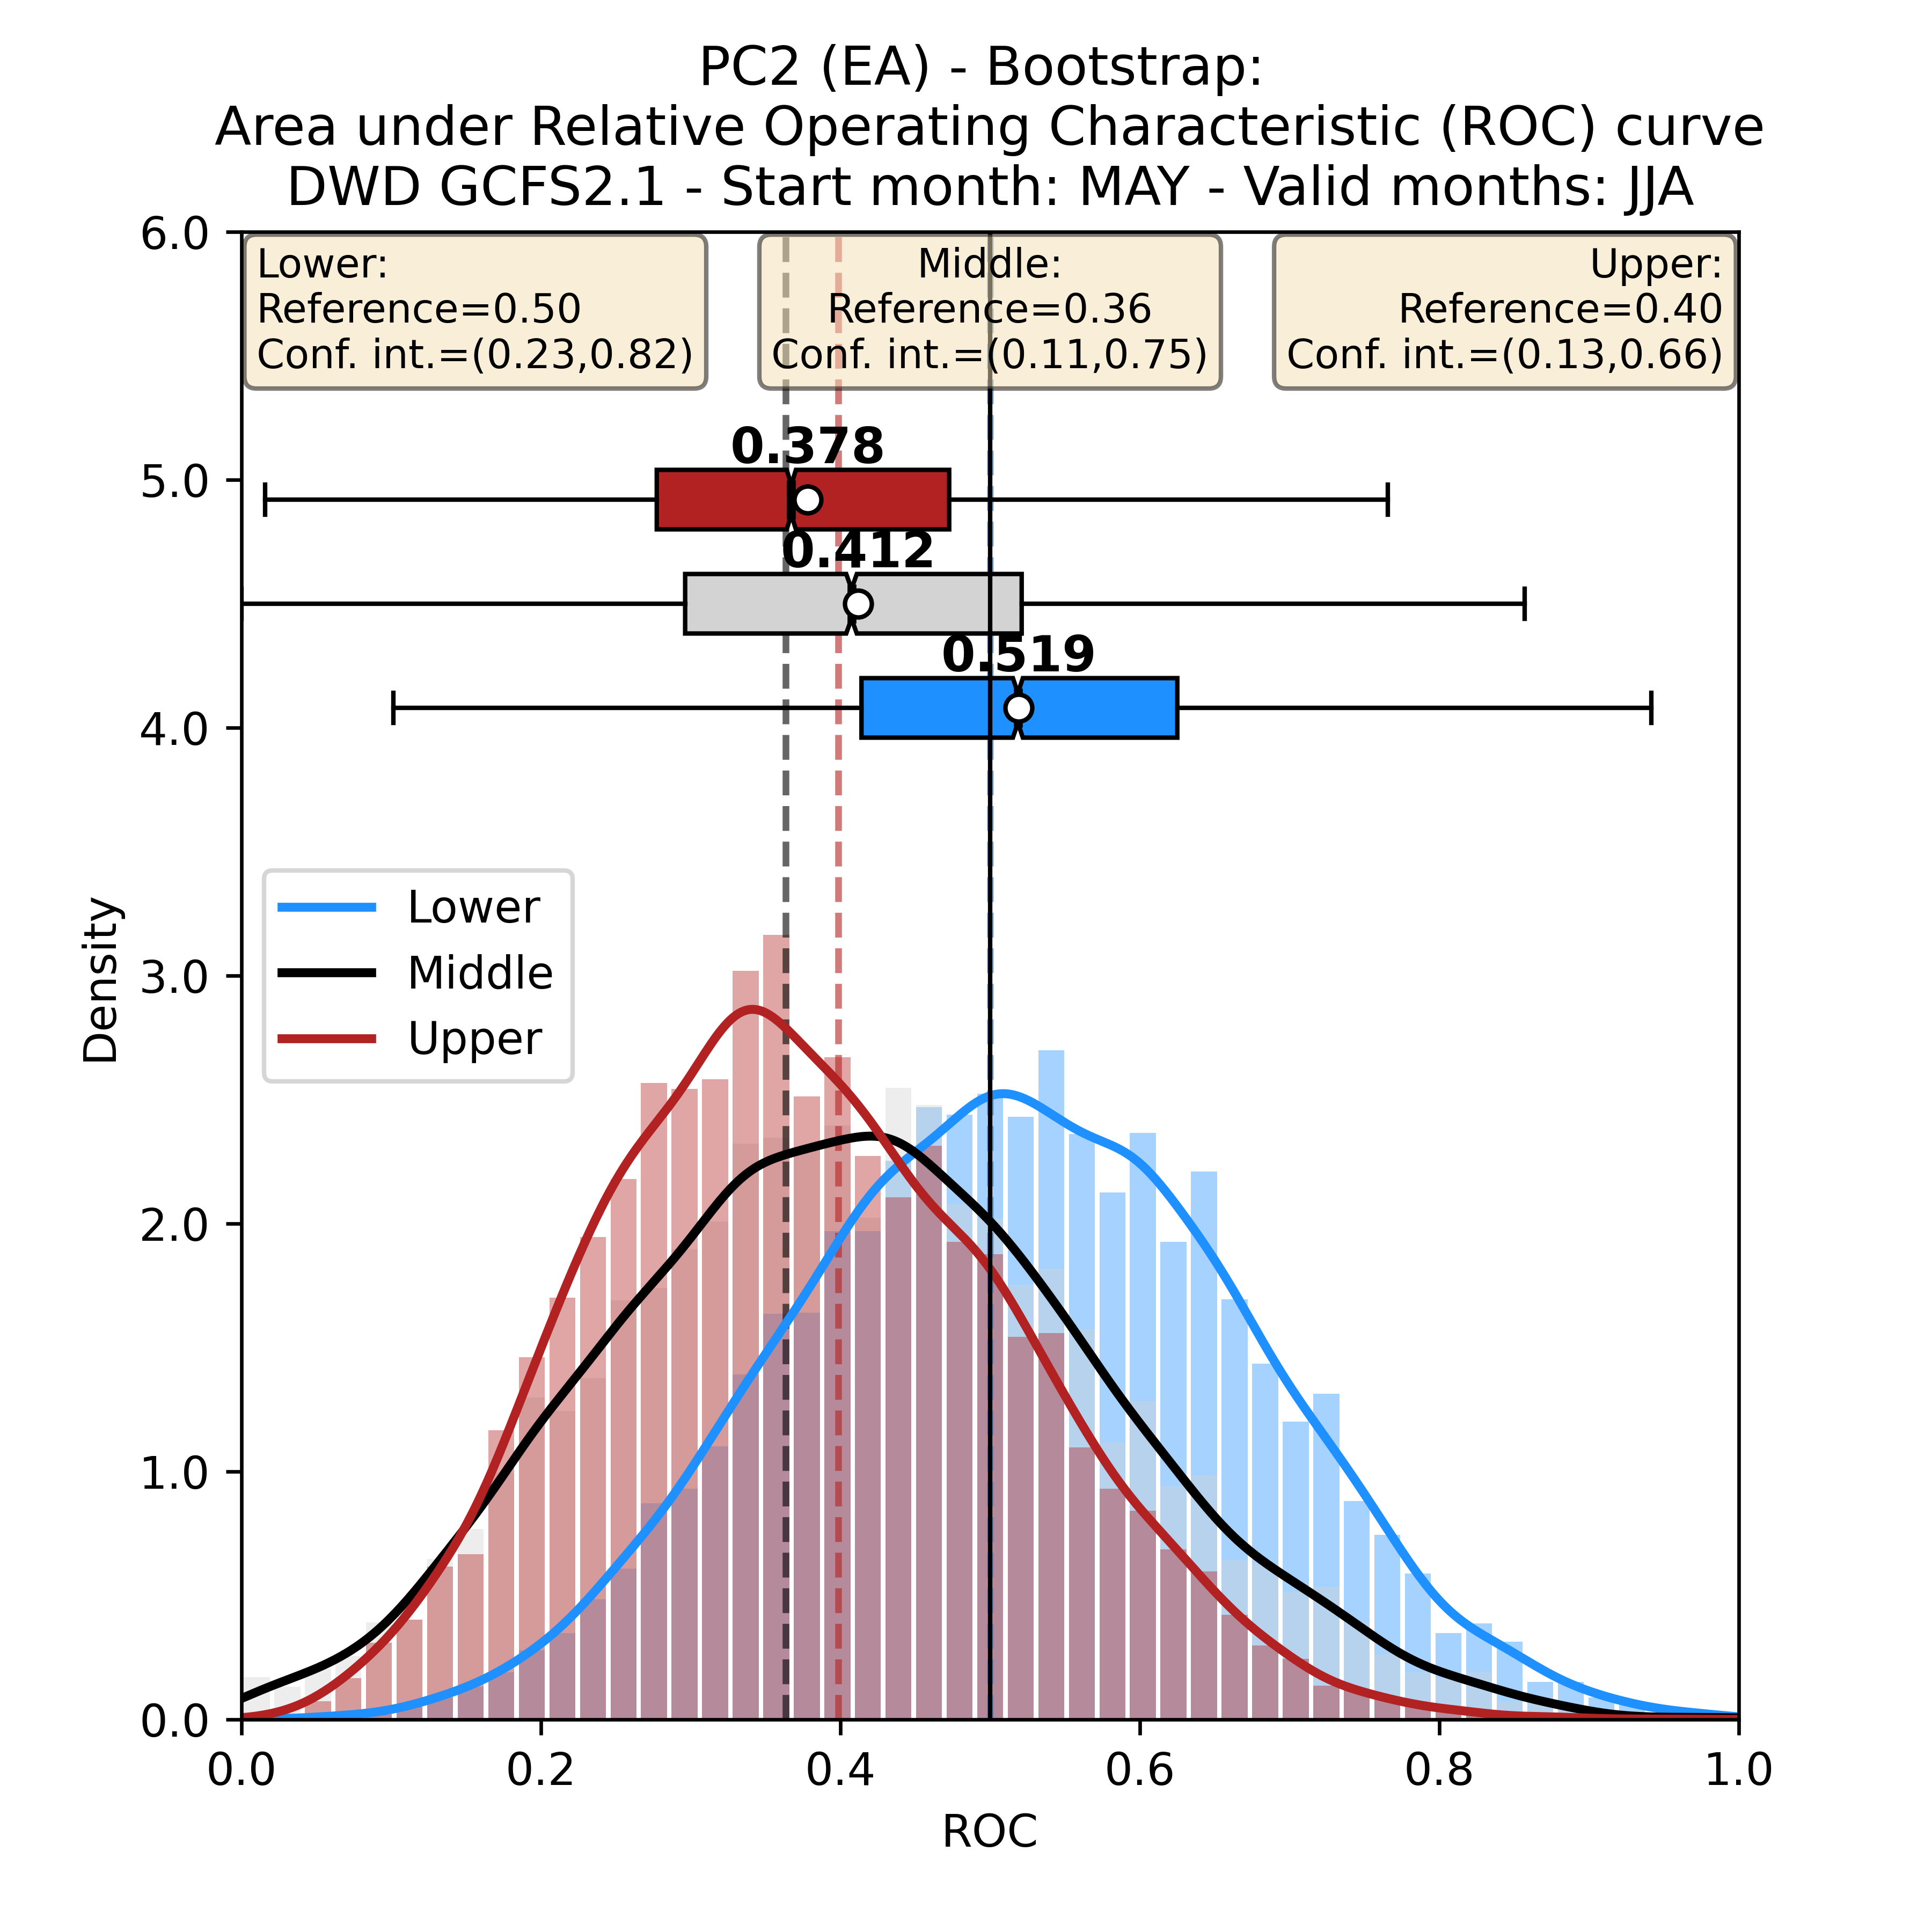 PC2 (EA) - Bootstrap:
Area under Relative Operating Characteristic (ROC) curve
DWD GCFS2.1 - Start month: MAY - Valid months: JJA
6.0
Lower:
Reference=0.50
Conf. int.=(0.23,0.82)
Middle:
Reference=0.36
Conf. int.=(0.11,0.75)
Upper:
Reference=0.40
Conf. int.=(0.13,0.66)
0.378
5.0
0.412
0.519
4.0
Lower
Middle
Upper
Density
3.0
2.0
1.0
0.0
0.0 0.2 0.4 0.6 0.8 1.0
ROC